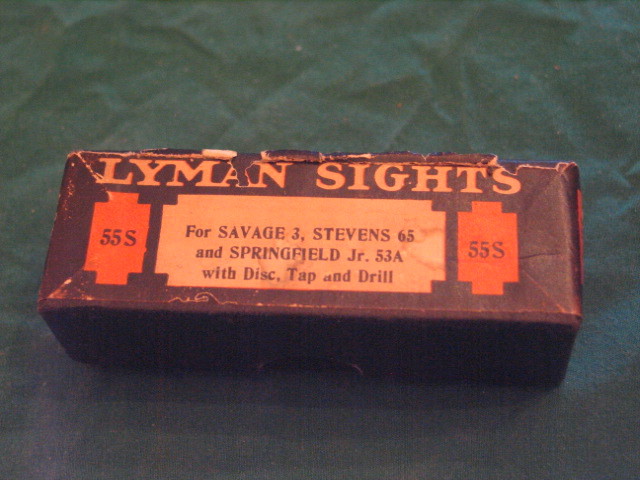 LYMAN SIGHTS
55S
For SAVAGE 3, STEVENS 65
and SPRINGFIELD Jr. 53A
with Disc, Tap and Drill
55S